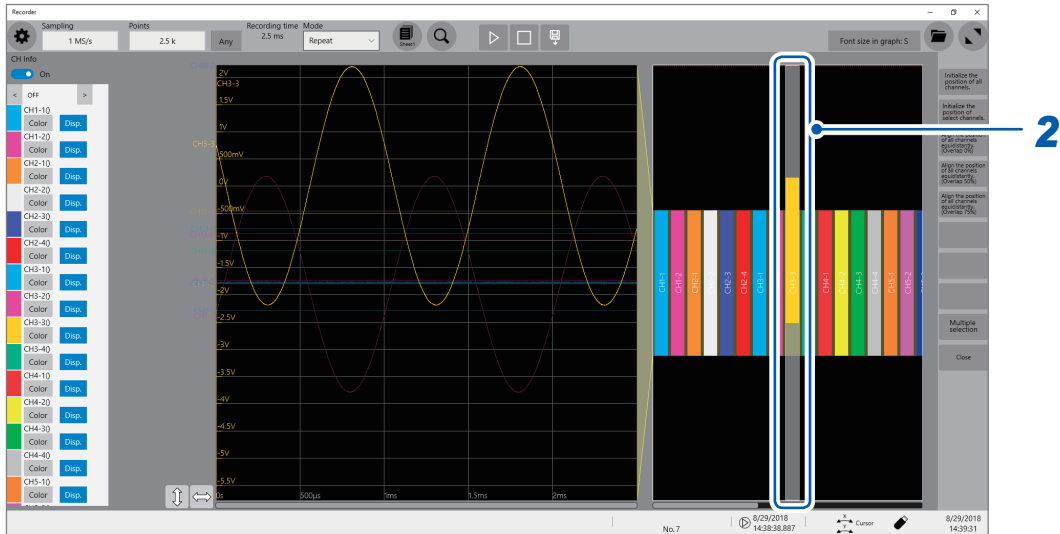 Recorder
Sampling
1 MS/s
Points
2.5 k
Any
Recording time
2.5 ms
Mode
Repeat
Sheet1
Font size in graph: S
CH Info
On
<
OFF
>
CH1-1()
Color
Disp.
CH1-2()
Color
Disp.
CH2-1()
Color
Disp.
CH2-2()
Color
Disp.
CH2-3()
Color
Disp.
CH2-4()
Color
Disp.
CH3-1()
Color
Disp.
CH3-2()
Color
Disp.
CH3-3()
Color
Disp.
CH3-4()
Color
Disp.
CH4-1()
Color
Disp.
CH4-2()
Color
Disp.
CH4-3()
Color
Disp.
CH4-4()
Color
Disp.
CH5-1()
Color
Disp.
2V
CH3-3
1.5V
1V
CH3-3
500mV
0V
-500mV
-1V
-1.5V
-2V
-2.5V
-3V
-3.5V
-4V
-4.5V
-5V
-5.5V
0s
500µs
1ms
1.5ms
2ms
CH1-1
CH1-2
CH2-1
CH2-3
CH2-4
CH3-1
CH3-3
CH4-1
CH4-2
CH4-3
CH4-4
CH5-1
CH5-2
2
Initialize the
position of all
channels.
Initialize the
position of
select channels.
Align the position
of all channels
equidistantly.
(Overlap 0%)
Align the position
of all channels
equidistantly.
(Overlap 50%)
Align the position
of all channels
equidistantly.
(Overlap 75%)
Multiple
selection
Close
No. 7
8/29/2018
14:38:38.887
X
Y
Cursor
8/29/2018
14:39:31